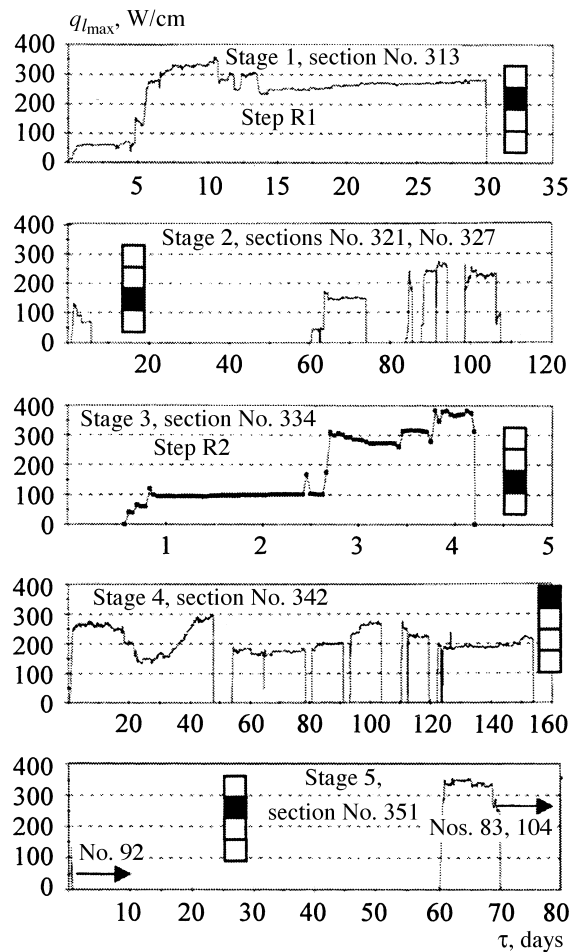 q_lmax, W/cm
400
300
200
100
0
Stage 1, section No. 313
Step R1
5 10 15 20 25 30 35
400
300
200
100
0
Stage 2, sections No. 321, No. 327
20 40 60 80 100 120
400
300
200
100
0
Stage 3, section No. 334
Step R2
1 2 3 4 5
400
300
200
100
0
Stage 4, section No. 342
20 40 60 80 100 120 140 160
400
300
200
100
0
Stage 5,
section No. 351
Nos. 83, 104
No. 92
10 20 30 40 50 60 70 80
τ, days